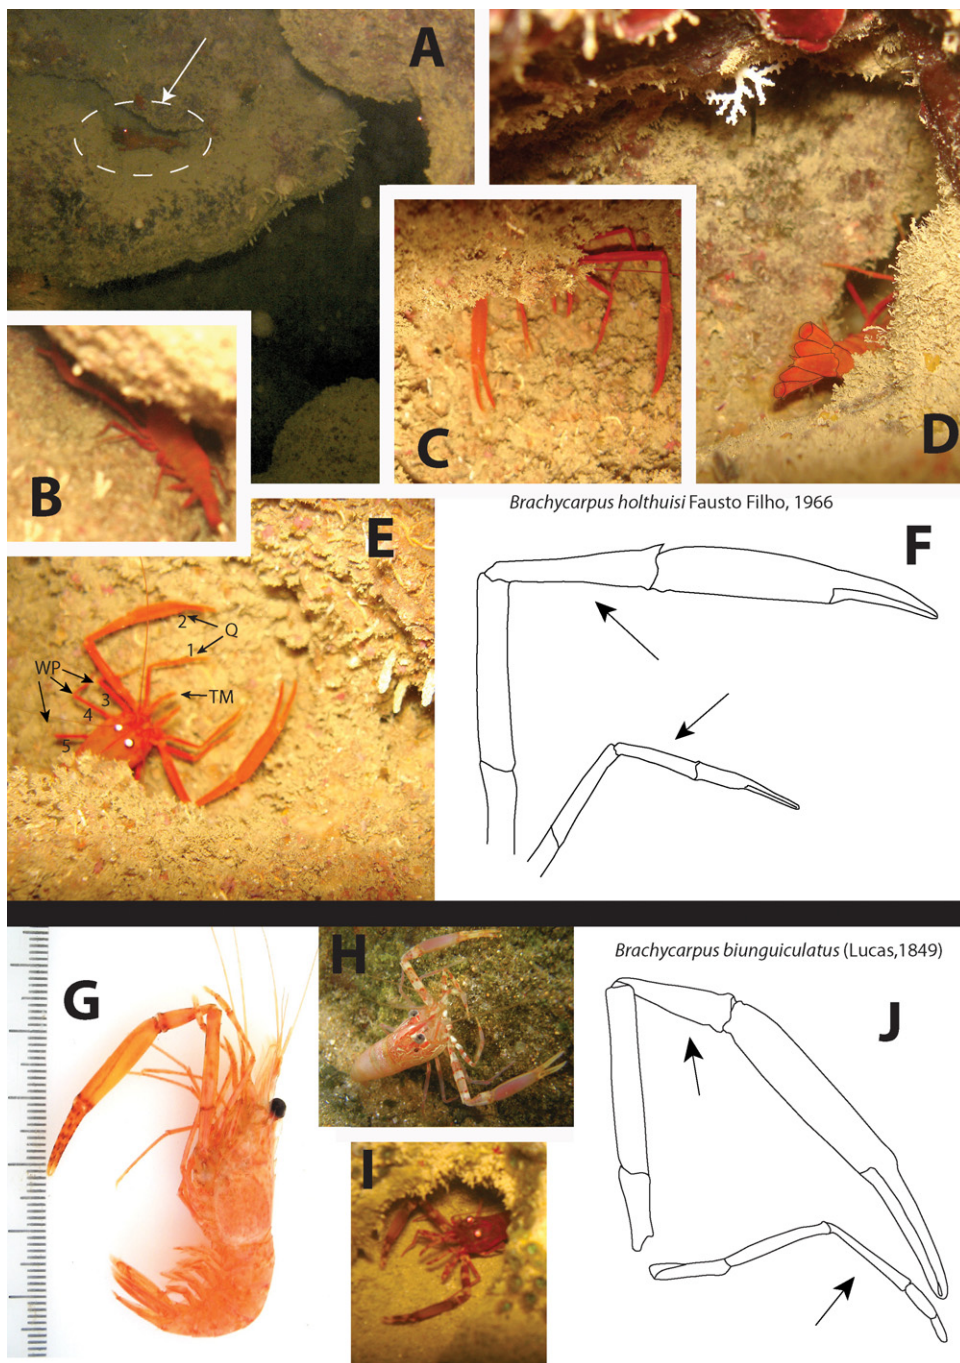 A
D
C
B
Brachycarpus holthuisi Fausto Filho, 1966
E
F
2
Q
1
WP
3
TM
4
5
Brachycarpus biunguiculatus (Lucas,1849)
H
G
J
I